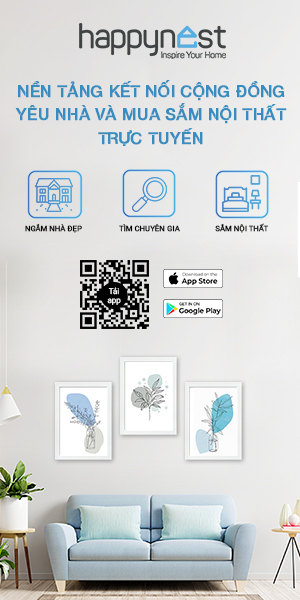 happynest
Inspire Your Home
NỀN TẢNG KẾT NỐI CỘNG ĐỒNG
YÊU NHÀ VÀ MUA SẮM NỘI THẤT
TRỰC TUYẾN
NGẮM NHÀ ĐẸP
TÌM CHUYÊN GIA
SẮM NỘI THẤT
Tải
app
Download on the
App Store
GET IN ON
Google Play